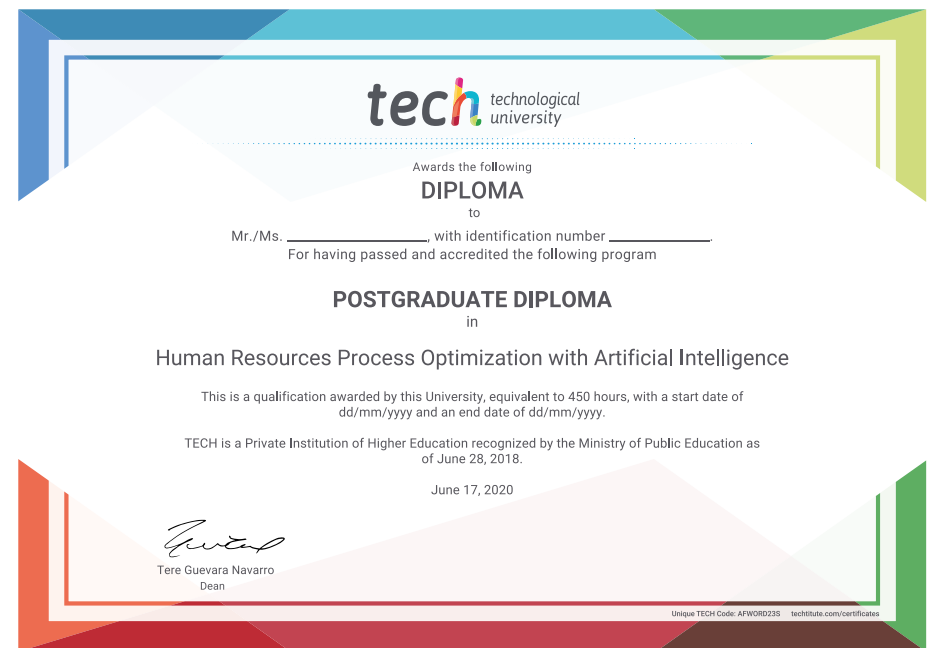 tech technological
university
Awards the following
DIPLOMA
to
Mr./Ms. ____________, with identification number ____________.
For having passed and accredited the following program
POSTGRADUATE DIPLOMA
in
Human Resources Process Optimization with Artificial Intelligence
This is a qualification awarded by this University, equivalent to 450 hours, with a start date of
dd/mm/yyyy and an end date of dd/mm/yyyy.
TECH is a Private Institution of Higher Education recognized by the Ministry of Public Education as
of June 28, 2018.
June 17, 2020
Tere Guevara Navarro
Dean
Unique TECH Code: AFWORD23S techtitute.com/certificates